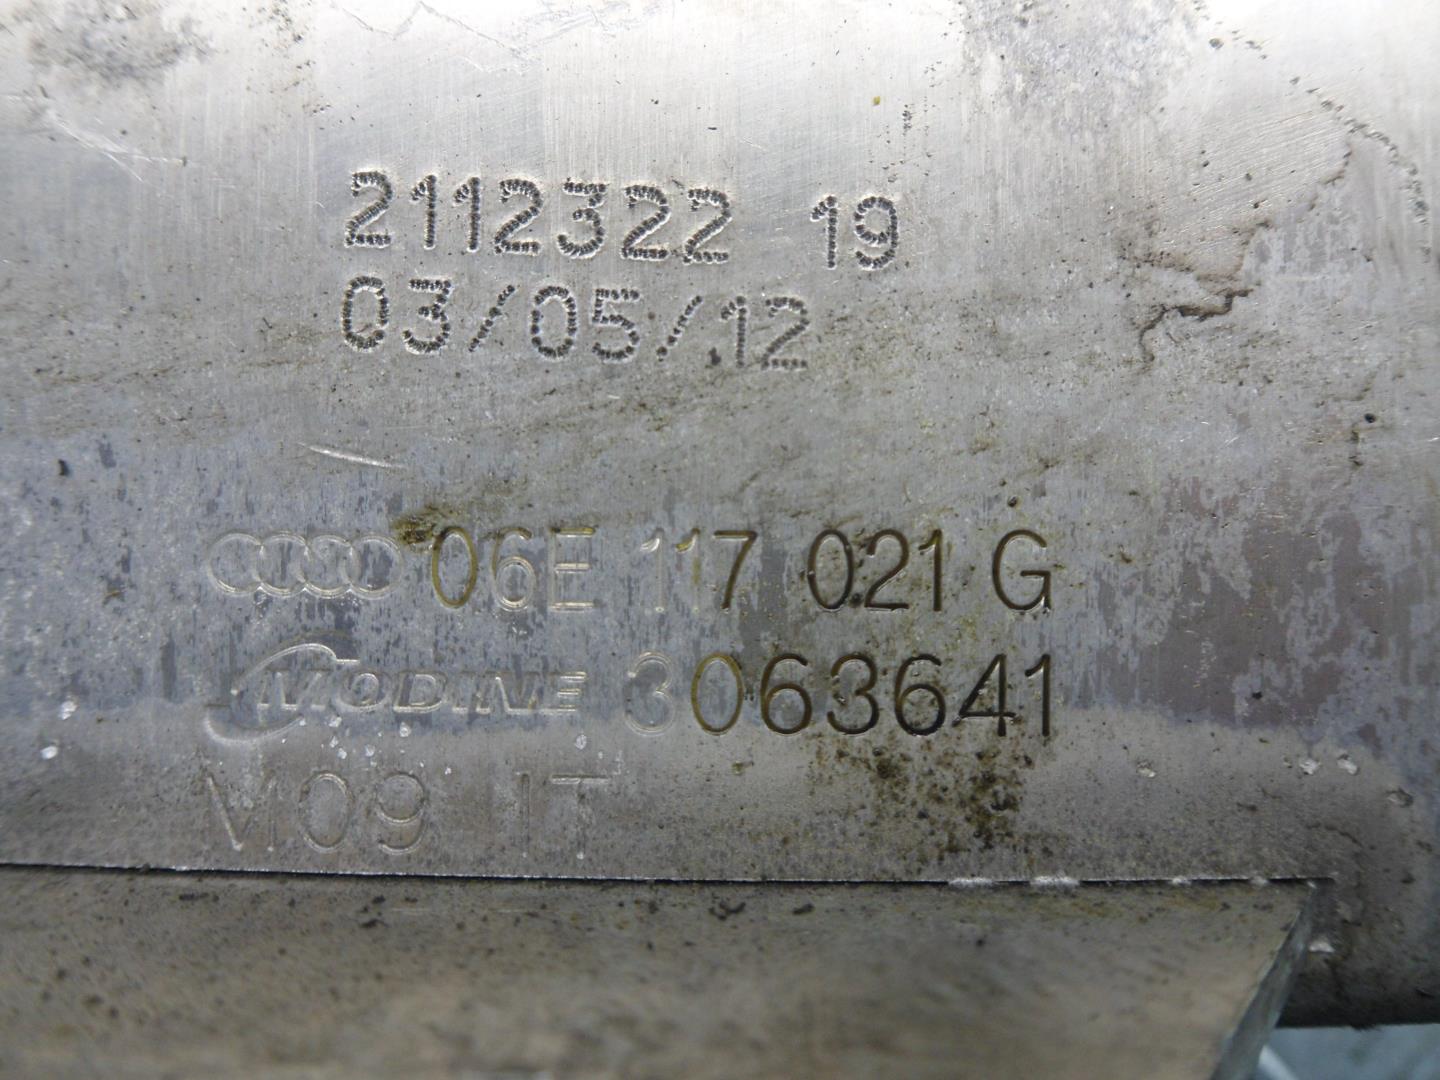 2112322 19
03/05/12
06E 117 021 G
MODINE 3063641
M09 IT